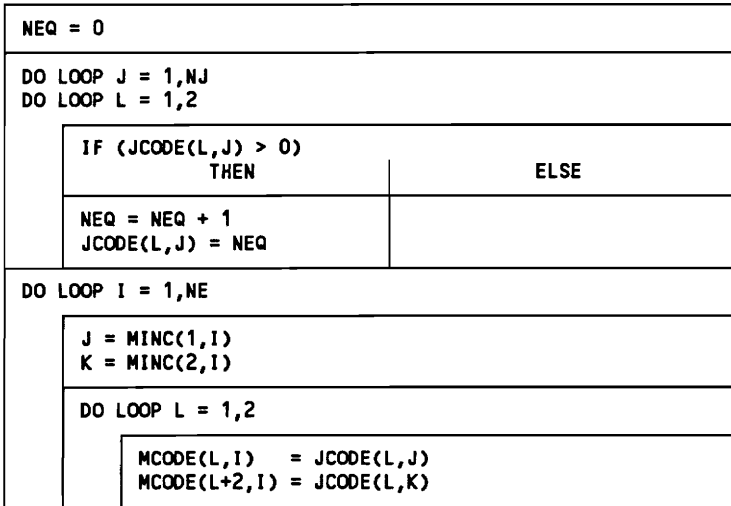 NEQ = 0
DO LOOP J = 1,NJ
DO LOOP L = 1,2
IF (JCODE(L,J) > 0)
THEN ELSE
NEQ = NEQ + 1
JCODE(L,J) = NEQ
DO LOOP I = 1,NE
J = MINC(1,I)
K = MINC(2,I)
DO LOOP L = 1,2
MCODE(L,I) = JCODE(L,J)
MCODE(L+2,I) = JCODE(L,K)